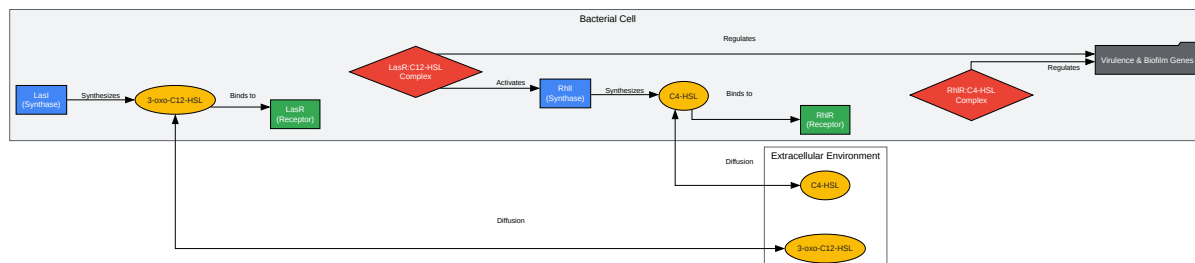 Bacterial Cell
Regulates
LasR:C12-HSL
Complex
Virulence & Biofilm Genes
Regulates
Activates
LasI
(Synthase)
Synthesizes
3-oxo-C12-HSL
Binds to
LasR
(Receptor)
RhlI
(Synthase)
Synthesizes
C4-HSL
Binds to
RhlR
(Receptor)
RhlR:C4-HSL
Complex
Extracellular Environment
Diffusion
C4-HSL
Diffusion
3-oxo-C12-HSL